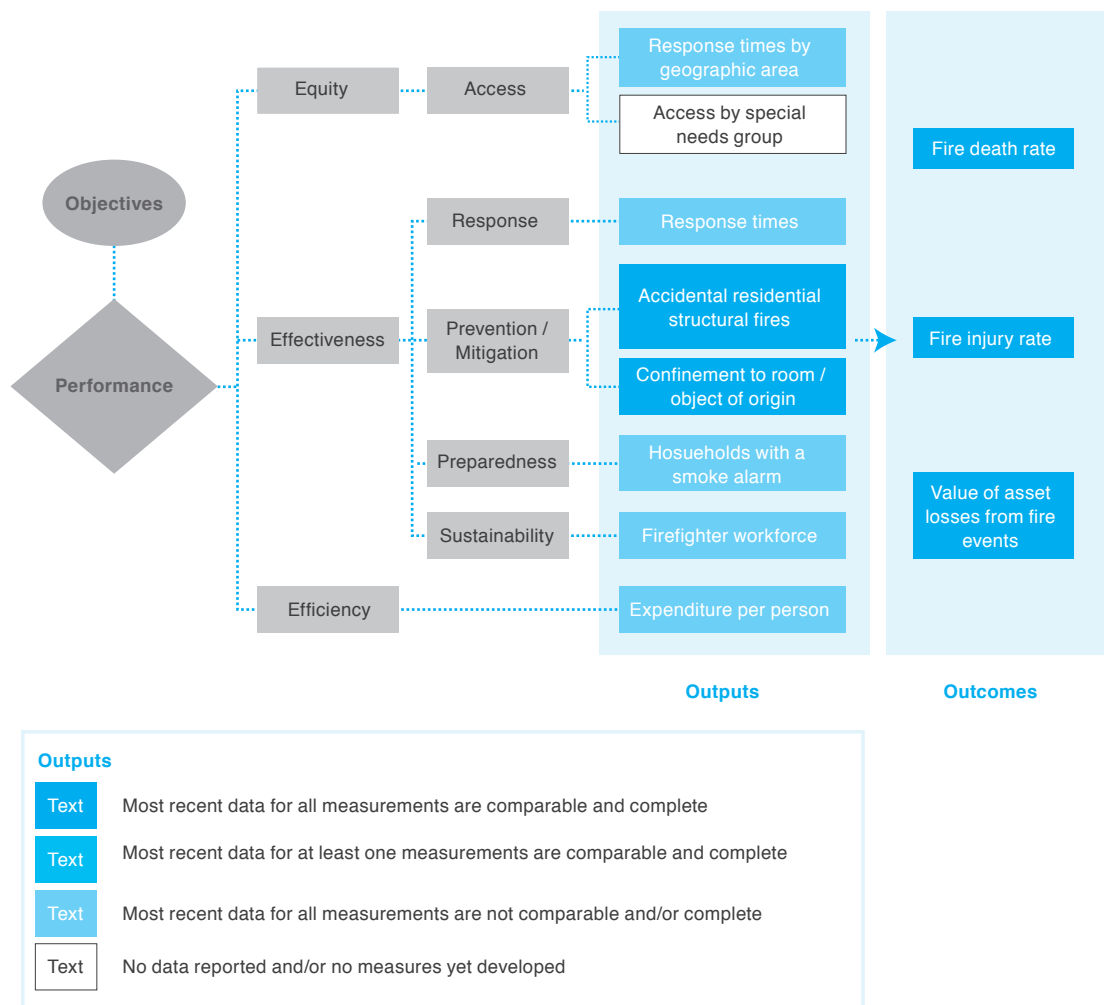 Objectives
Performance
Equity
Access
Response times by
geographic area
Access by special
needs group
Effectiveness
Response
Response times
Prevention /
Mitigation
Accidental residential
structural fires
Confinement to room /
object of origin
Preparedness
Hosueholds with a
smoke alarm
Sustainability
Firefighter workforce
Efficiency
Expenditure per person
Fire death rate
Fire injury rate
Value of asset
losses from fire
events
Outputs
Outcomes
Outputs
Text
Most recent data for all measurements are comparable and complete
Text
Most recent data for at least one measurements are comparable and complete
Text
Most recent data for all measurements are not comparable and/or complete
Text
No data reported and/or no measures yet developed